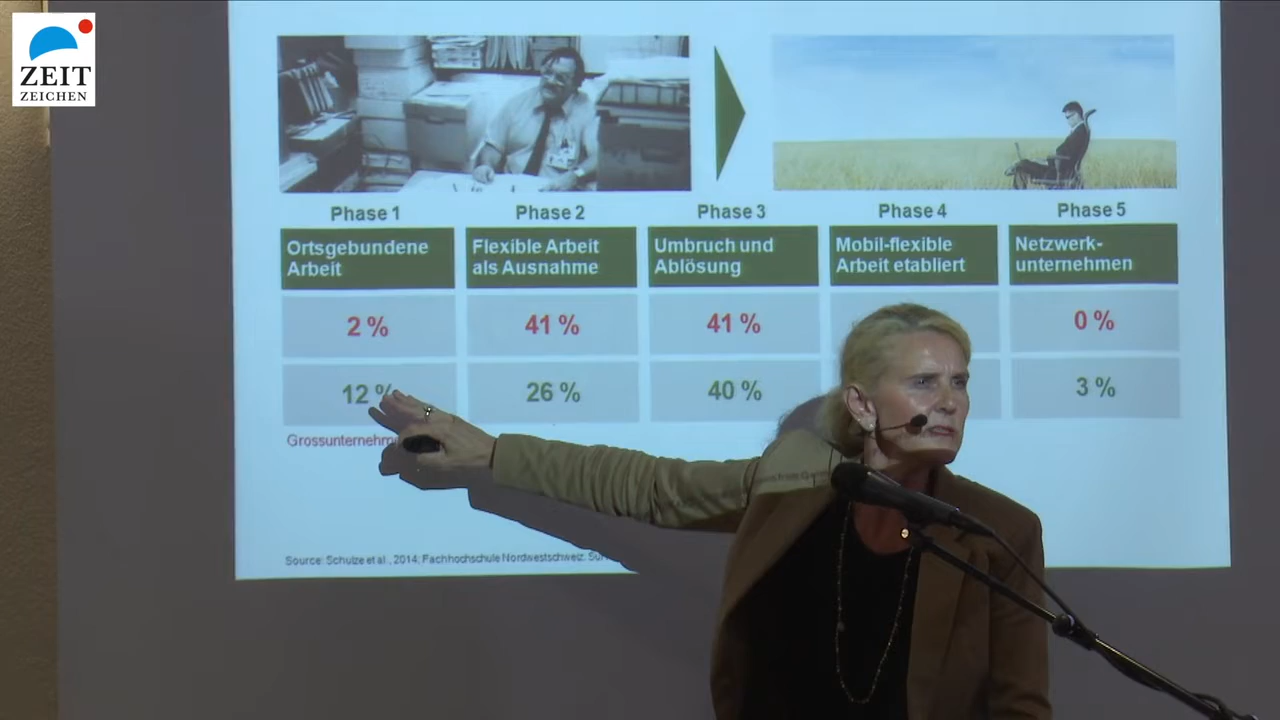 ZEIT
ZEICHEN
Phase 1
Phase 2
Phase 3
Phase 4
Phase 5
Ortsgebundene
Arbeit
Flexible Arbeit
als Ausnahme
Umbruch und
Ablösung
Mobil-flexible
Arbeit etabliert
Netzwerk-
unternehmen
2 %
41 %
41 %
0 %
12 %
26 %
40 %
3 %
Grossunternehm
Source: Schulze et al., 2014; Fachhochschule Nordwestschweiz: